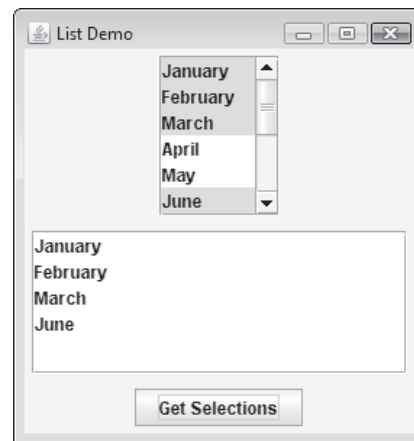 List Demo
January
February
March
April
May
June
January
February
March
June
Get Selections